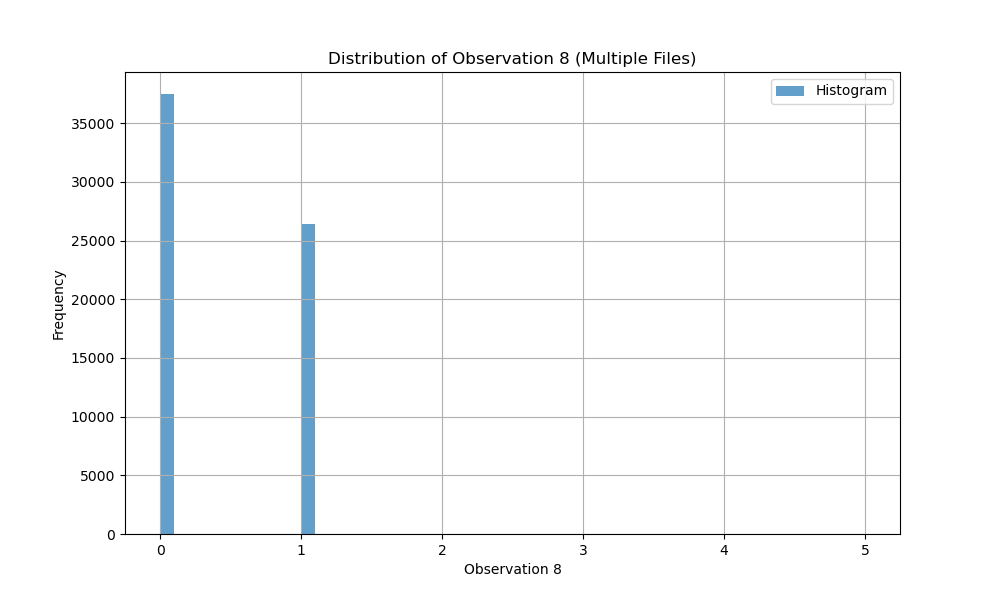 Distribution of Observation 8 (Multiple Files)
Histogram
35000
30000
25000
20000
15000
10000
5000
0
Frequency
0 1 2 3 4 5
Observation 8